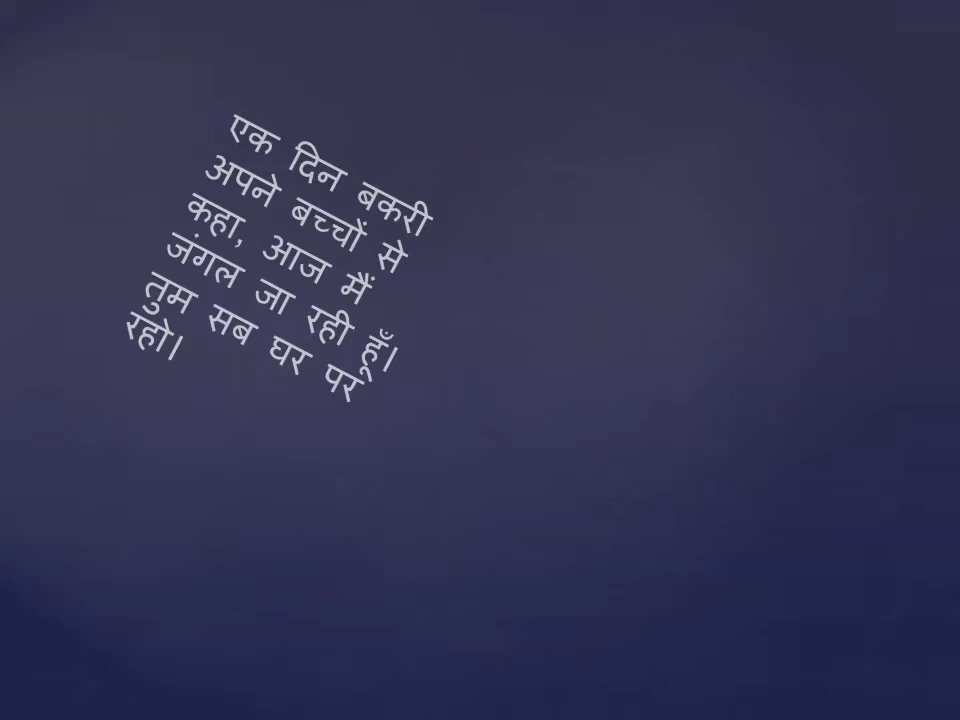 एक दिन बकरी
अपने बच्चों से
कहा, आज मैं
जंगल जा रही हूँ।
तुम सब घर पर
रहो।